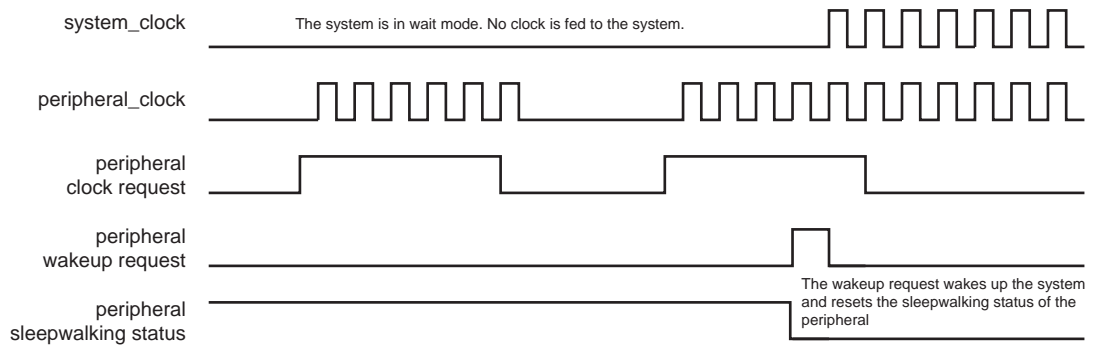 system_clock
The system is in wait mode. No clock is fed to the system.
peripheral_clock
peripheral
clock request
peripheral
wakeup request
The wakeup request wakes up the system
and resets the sleepwalking status of the
peripheral
peripheral
sleepwalking status